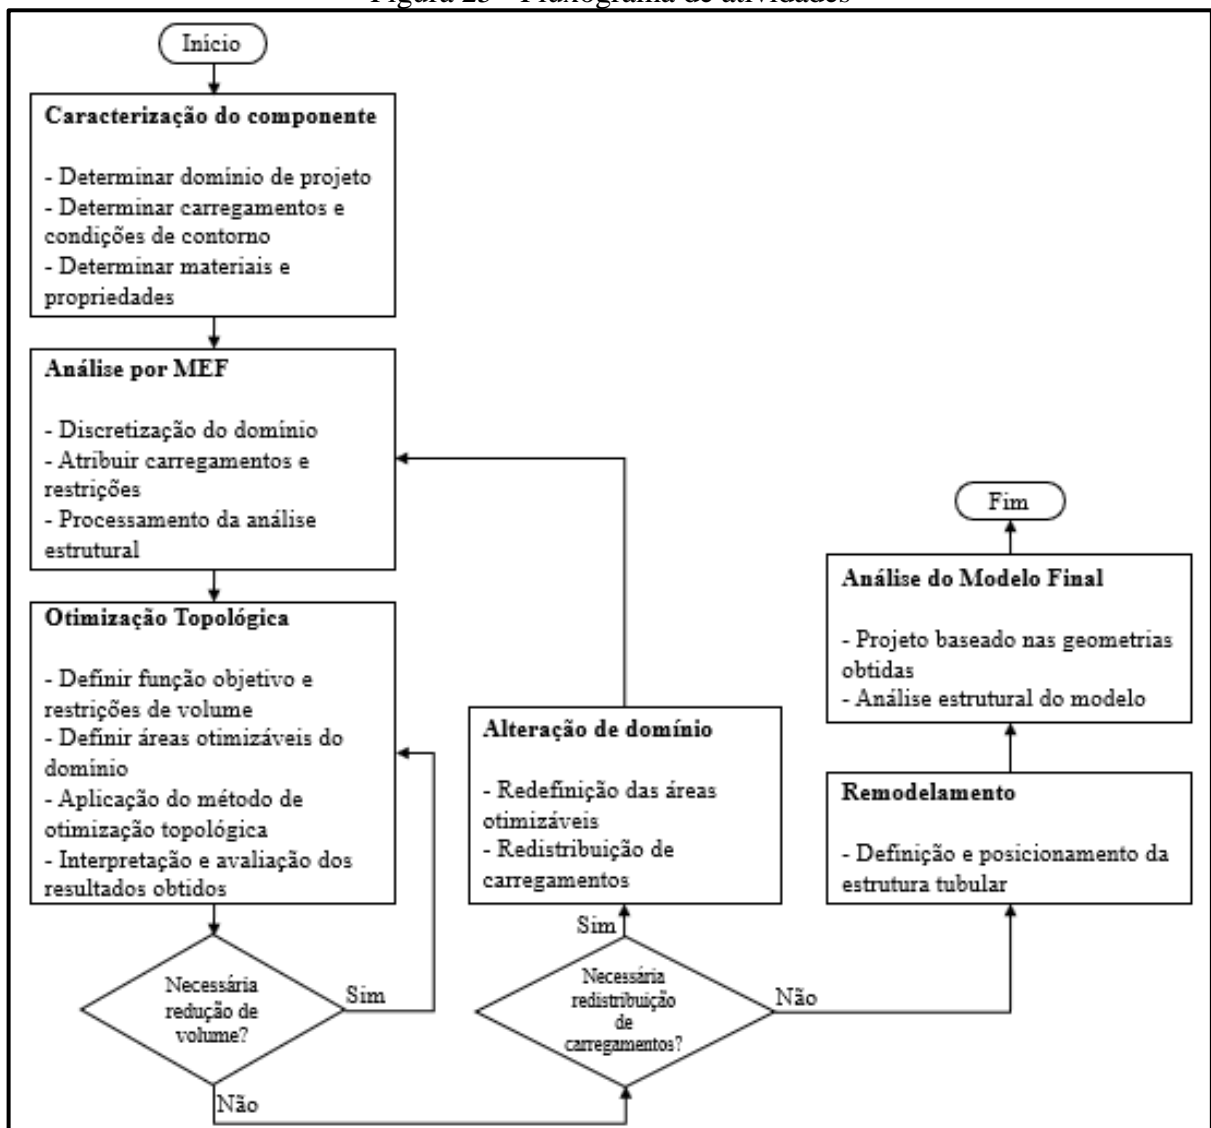 Figura 25 - Fluxograma de atividades
Início
Caracterização do componente
- Determinar domínio de projeto
- Determinar carregamentos e
condições de contorno
- Determinar materiais e
propriedades
Análise por MEF
- Discretização do domínio
- Atribuir carregamentos e
restrições
- Processamento da análise
estrutural
Otimização Topológica
- Definir função objetivo e
restrições de volume
- Definir áreas otimizáveis do
domínio
- Aplicação do método de
otimização topológica
- Interpretação e avaliação dos
resultados obtidos
Necessária
redução de
volume?
Sim
Não
Alteração de domínio
- Redefinição das áreas
otimizáveis
- Redistribuição de
carregamentos
Sim
Necessária
redistribuição
de
carregamentos?
Não
Remodelamento
- Definição e posicionamento da
estrutura tubular
Análise do Modelo Final
- Projeto baseado nas geometrias
obtidas
- Análise estrutural do modelo
Fim